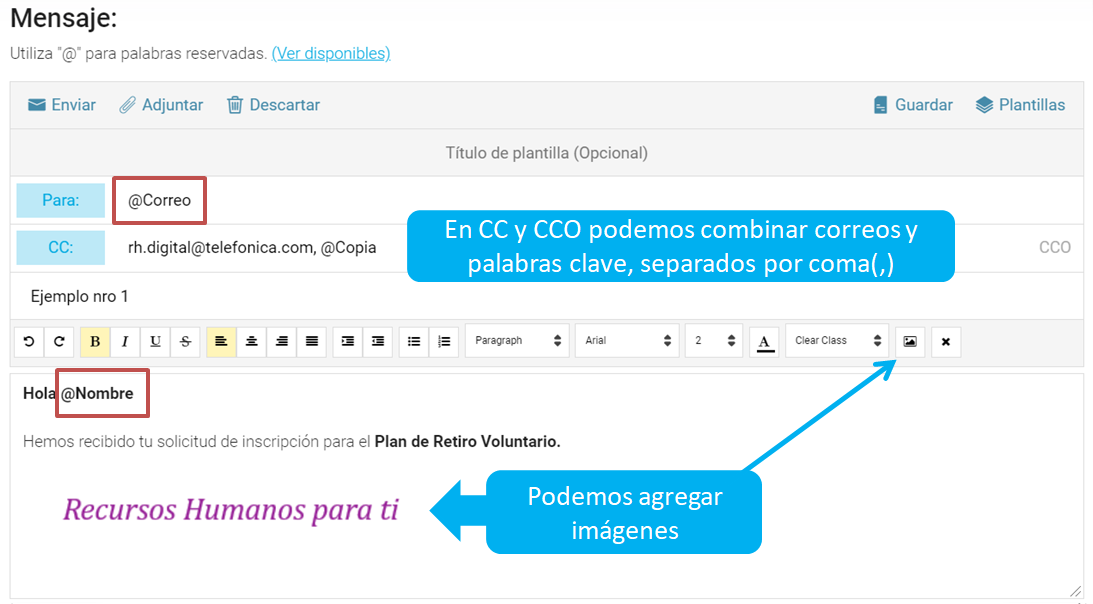 Mensaje:
Utiliza "@" para palabras reservadas. (Ver disponibles)
Enviar Adjuntar Descartar Guardar Plantillas
Título de plantilla (Opcional)
Para: @Correo
CC: rh.digital@telefonica.com, @Copia CCO
En CC y CCO podemos combinar correos y
palabras clave, separados por coma(,)
Ejemplo nro 1
B I U S Paragraph Arial 2 A Clear Class
Hola @Nombre
Hemos recibido tu solicitud de inscripción para el Plan de Retiro Voluntario.
Recursos Humanos para ti
Podemos agregar
imágenes